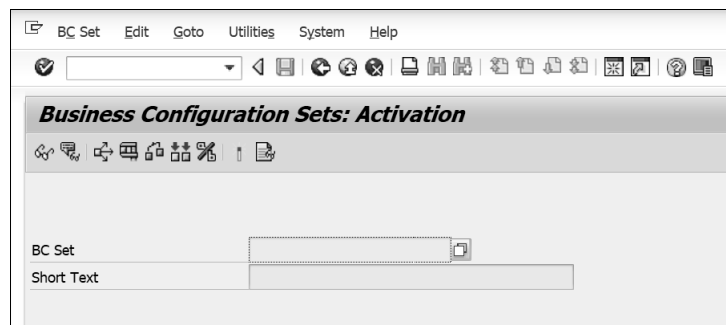 BC Set Edit Goto Utilities System Help
Business Configuration Sets: Activation
BC Set
Short Text